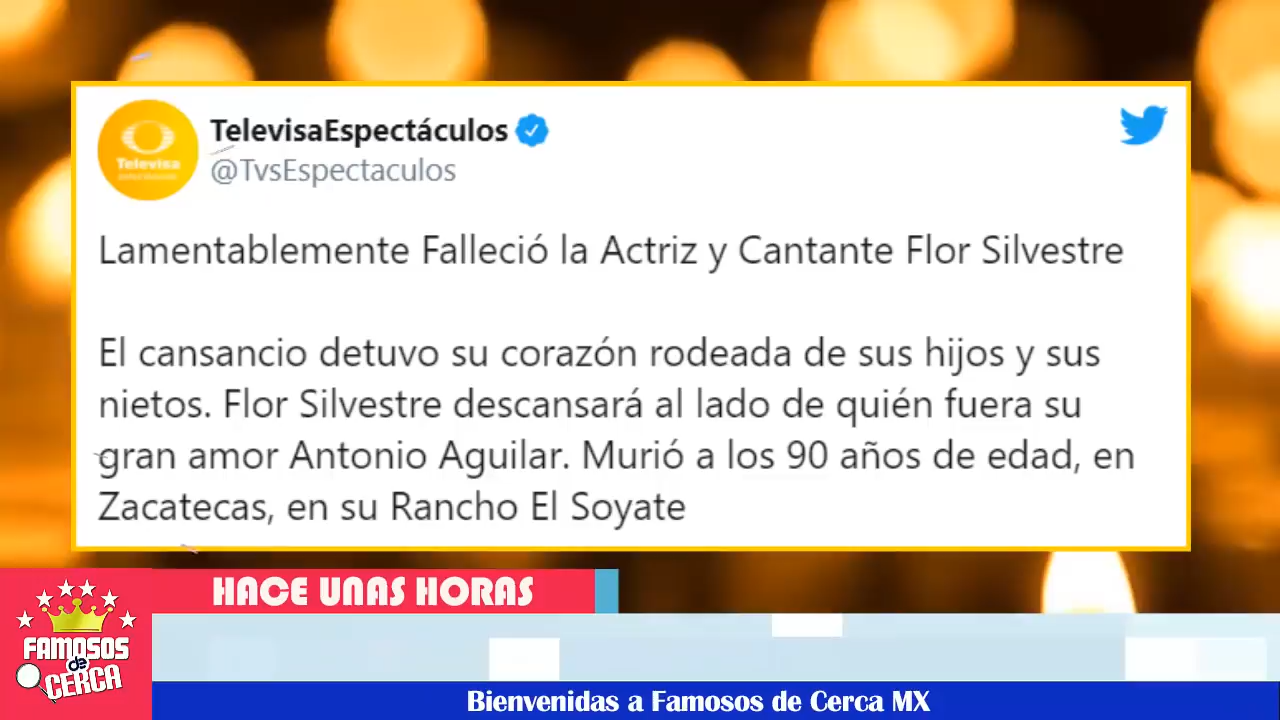 TelevisaEspectáculos
@TvsEspectaculos
Televisa
Lamentablemente Falleció la Actriz y Cantante Flor Silvestre
El cansancio detuvo su corazón rodeada de sus hijos y sus
nietos. Flor Silvestre descansará al lado de quién fuera su
gran amor Antonio Aguilar. Murió a los 90 años de edad, en
Zacatecas, en su Rancho El Soyate
HACE UNAS HORAS
FAMOSOS
de
CERCA
Bienvenidas a Famosos de Cerca MX